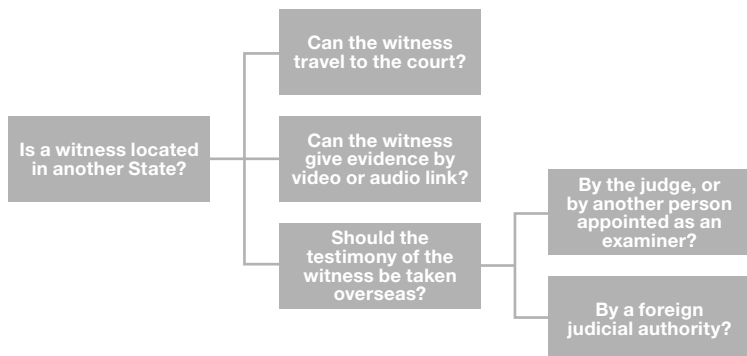 Is a witness located
in another State?
Can the witness
travel to the court?
Can the witness
give evidence by
video or audio link?
Should the
testimony of the
witness be taken
overseas?
By the judge, or
by another person
appointed as an
examiner?
By a foreign
judicial authority?